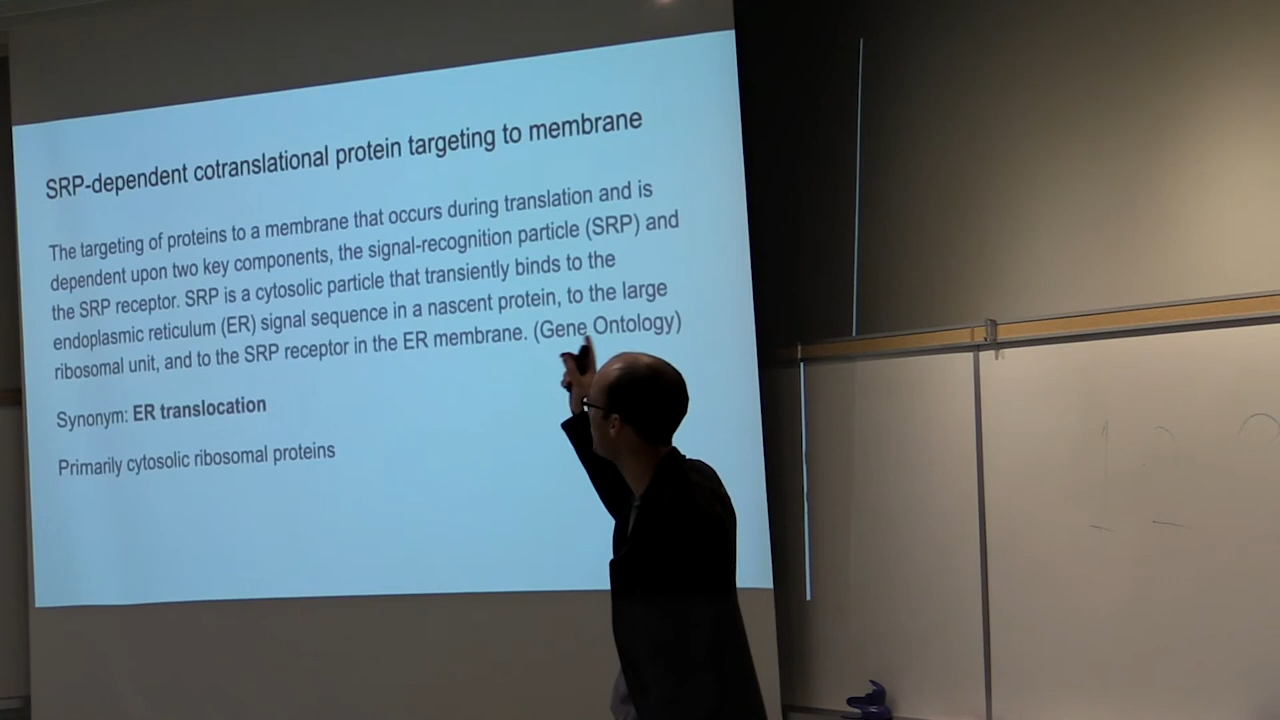 SRP-dependent cotranslational protein targeting to membrane
The targeting of proteins to a membrane that occurs during translation and is
dependent upon two key components, the signal-recognition particle (SRP) and
the SRP receptor. SRP is a cytosolic particle that transiently binds to the
endoplasmic reticulum (ER) signal sequence in a nascent protein, to the large
ribosomal unit, and to the SRP receptor in the ER membrane. (Gene Ontology)
Synonym: ER translocation
Primarily cytosolic ribosomal proteins